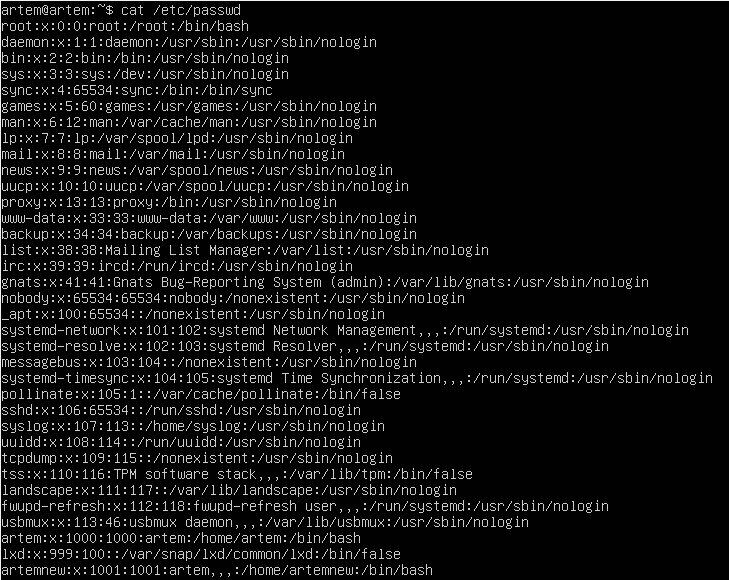 artem@artem:~$ cat /etc/passwd
root:x:0:0:root:/root:/bin/bash
daemon:x:1:1:daemon:/usr/sbin:/usr/sbin/nologin
bin:x:2:2:bin:/bin:/usr/sbin/nologin
sys:x:3:3:sys:/dev:/usr/sbin/nologin
sync:x:4:65534:sync:/bin:/bin/sync
games:x:5:60:games:/usr/games:/usr/sbin/nologin
man:x:6:12:man:/var/cache/man:/usr/sbin/nologin
lp:x:7:7:lp:/var/spool/lpd:/usr/sbin/nologin
mail:x:8:8:mail:/var/mail:/usr/sbin/nologin
news:x:9:9:news:/var/spool/news:/usr/sbin/nologin
uucp:x:10:10:uucp:/var/spool/uucp:/usr/sbin/nologin
proxy:x:13:13:proxy:/bin:/usr/sbin/nologin
www-data:x:33:33:www-data:/var/www:/usr/sbin/nologin
backup:x:34:34:backup:/var/backups:/usr/sbin/nologin
list:x:38:38:Mailing List Manager:/var/list:/usr/sbin/nologin
irc:x:39:39:ircd:/run/ircd:/usr/sbin/nologin
gnats:x:41:41:Gnats Bug-Reporting System (admin):/var/lib/gnats:/usr/sbin/nologin
nobody:x:65534:65534:nobody:/nonexistent:/usr/sbin/nologin
_apt:x:100:65534::/nonexistent:/usr/sbin/nologin
systemd-network:x:101:102:systemd Network Management,,,:/run/systemd:/usr/sbin/nologin
systemd-resolve:x:102:103:systemd Resolver,,,:/run/systemd:/usr/sbin/nologin
messagebus:x:103:104::/nonexistent:/usr/sbin/nologin
systemd-timesync:x:104:105:systemd Time Synchronization,,,:/run/systemd:/usr/sbin/nologin
pollinate:x:105:1::/var/cache/pollinate:/bin/false
sshd:x:106:65534::/run/sshd:/usr/sbin/nologin
syslog:x:107:113::/home/syslog:/usr/sbin/nologin
uuidd:x:108:114::/run/uuidd:/usr/sbin/nologin
tcpdump:x:109:115::/nonexistent:/usr/sbin/nologin
tss:x:110:116:TPM software stack,,,:/var/lib/tpm:/bin/false
landscape:x:111:117::/var/lib/landscape:/usr/sbin/nologin
fwupd-refresh:x:112:118:fwupd-refresh user,,,:/run/systemd:/usr/sbin/nologin
usbmux:x:113:46:usbmux daemon,,,:/var/lib/usbmux:/usr/sbin/nologin
artem:x:1000:1000:artem:/home/artem:/bin/bash
lxd:x:999:100::/var/snap/lxd/common/lxd:/bin/false
artemnew:x:1001:1001:artem,,,:/home/artemnew:/bin/bash